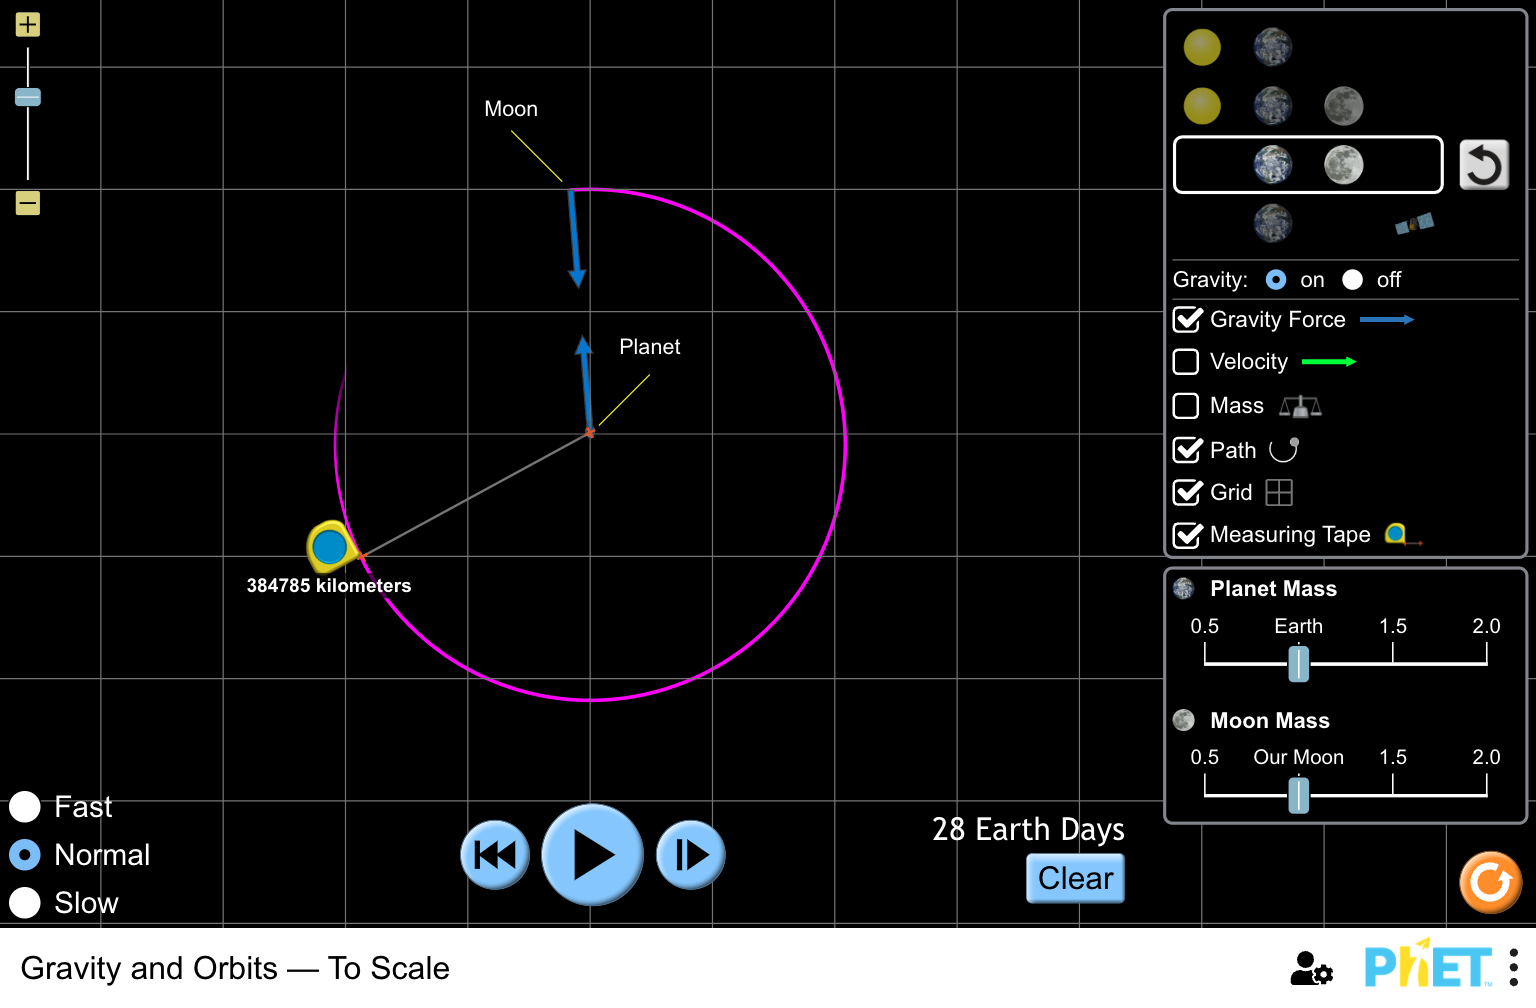 Moon
Planet
384785 kilometers
Gravity: on off
Gravity Force
Velocity
Mass
Path
Grid
Measuring Tape
Planet Mass
0.5 Earth 1.5 2.0
Moon Mass
0.5 Our Moon 1.5 2.0
Fast
Normal
Slow
28 Earth Days
Clear
Gravity and Orbits — To Scale
PhET™